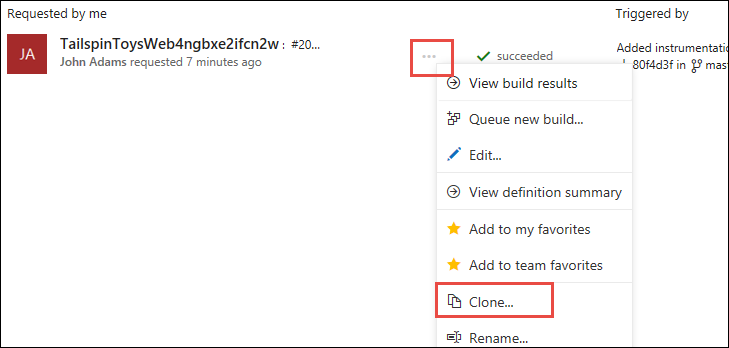 Requested by me
Triggered by
JA
TailspinToysWeb4ngbxe2ifcn2w : #20...
John Adams requested 7 minutes ago
...
succeeded
Added instrumentati
80f4d3f in mas
View build results
Queue new build...
Edit...
View definition summary
Add to my favorites
Add to team favorites
Clone...
Rename...